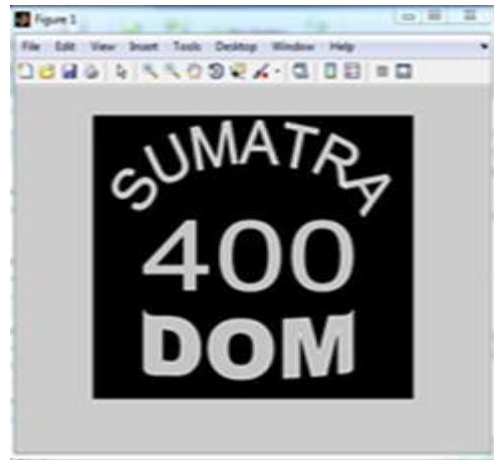 Figure 1
File Edit View Insert Tools Desktop Window Help
SUMATRA
400
DOM